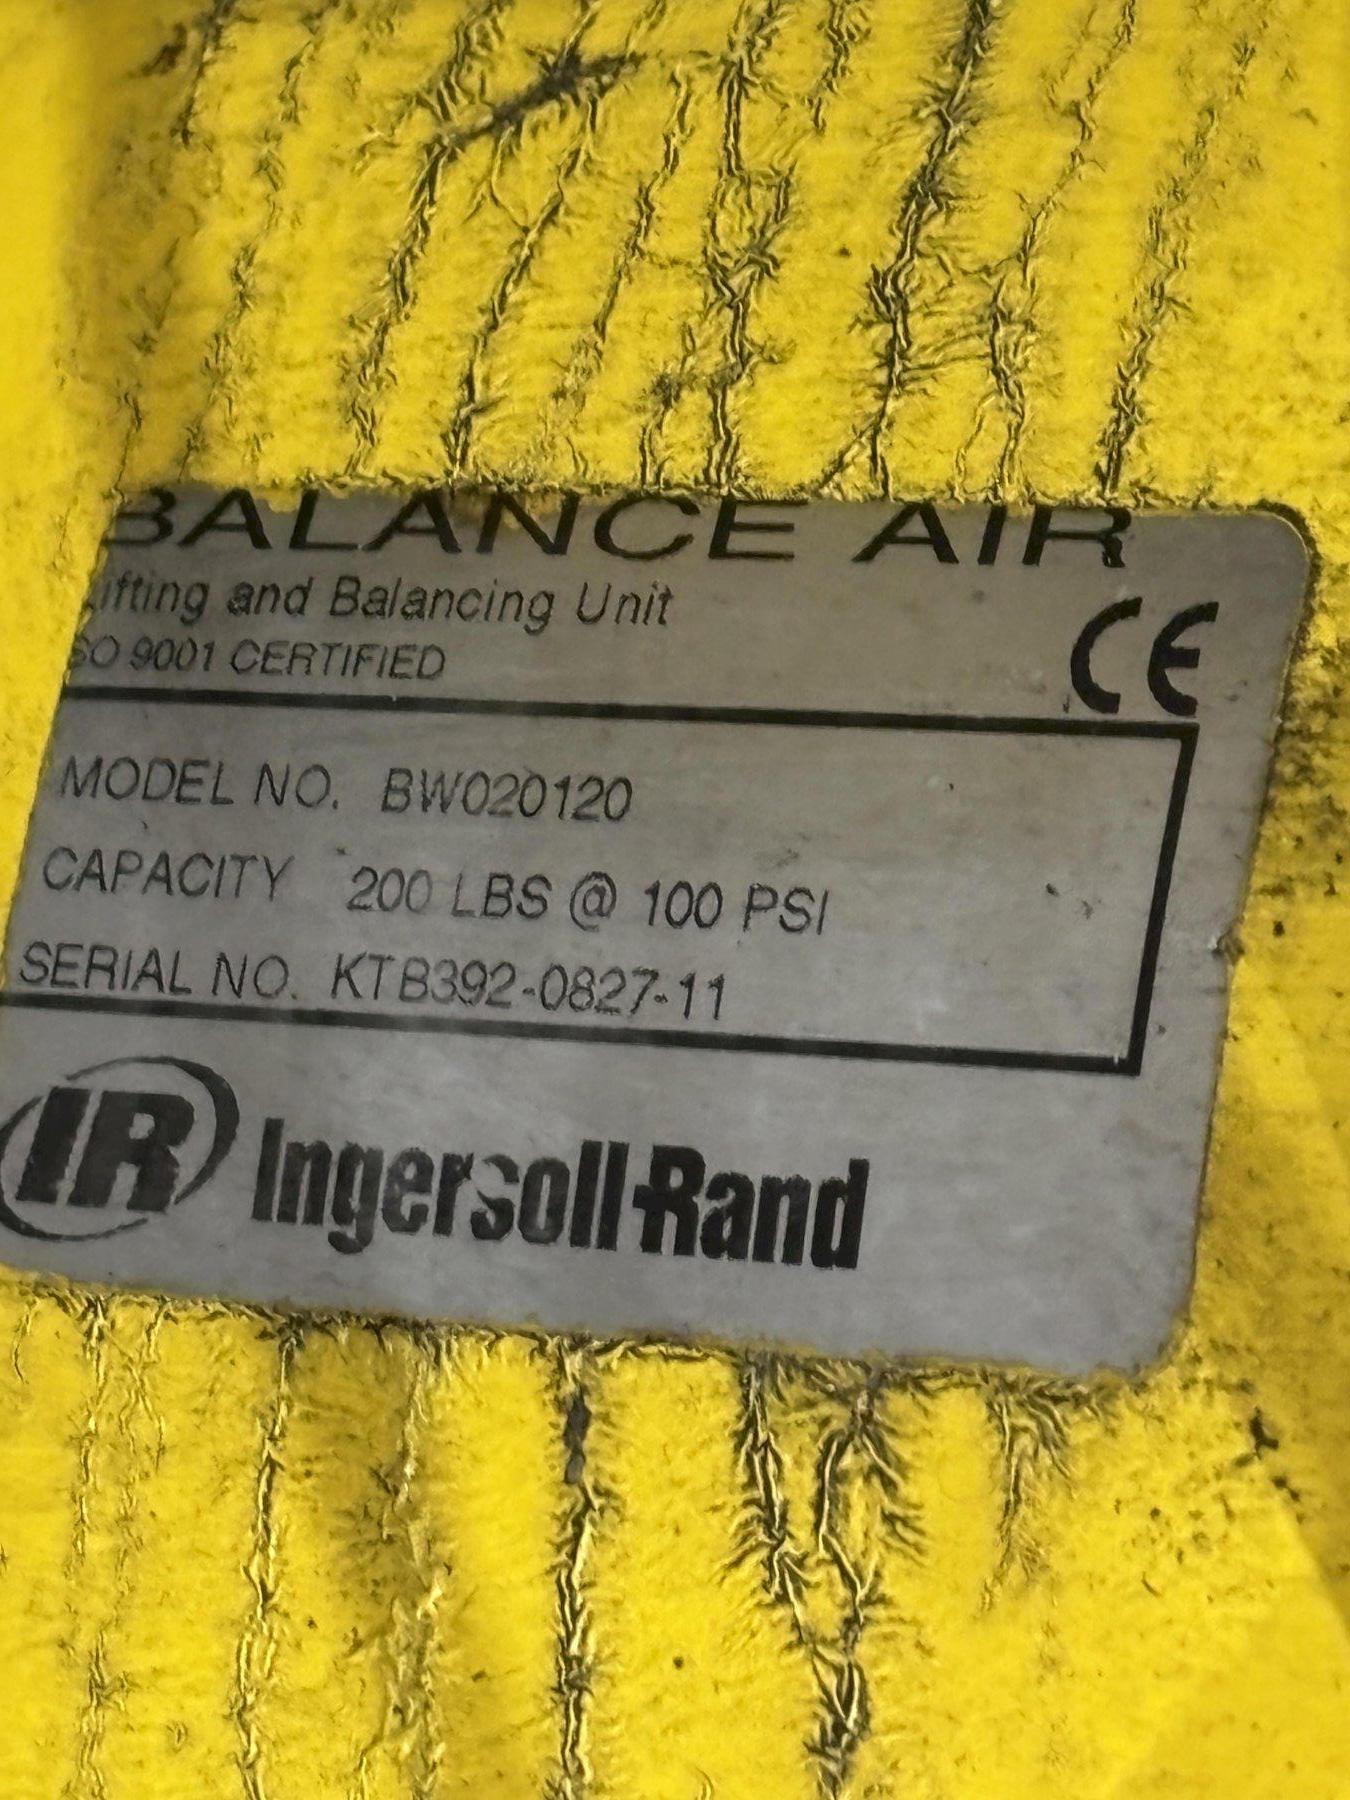 BALANCE AIR
Lifting and Balancing Unit
ISO 9001 CERTIFIED
CE
MODEL NO. BW020120
CAPACITY 200 LBS @ 100 PSI
SERIAL NO. KTB392-0827-11
IR Ingersoll-Rand